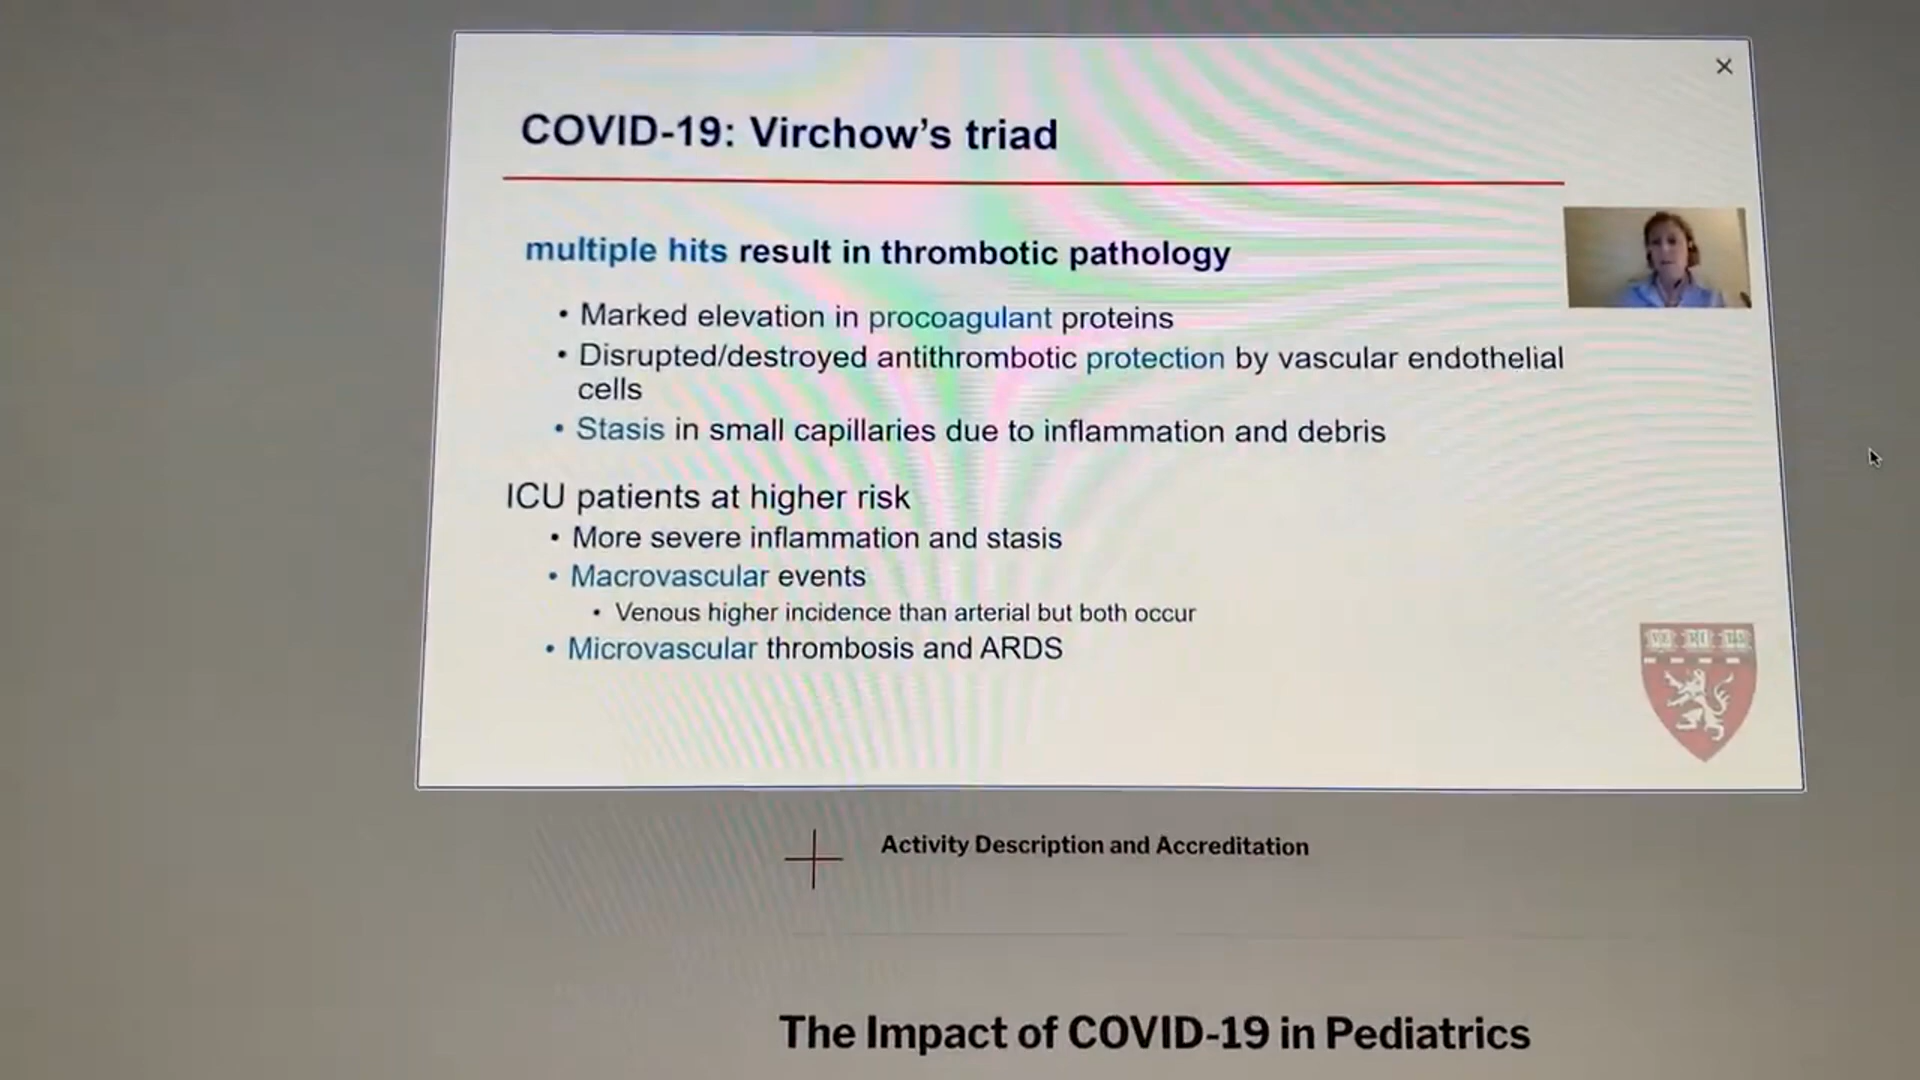 COVID-19: Virchow's triad
multiple hits result in thrombotic pathology
• Marked elevation in procoagulant proteins
• Disrupted/destroyed antithrombotic protection by vascular endothelial
cells
• Stasis in small capillaries due to inflammation and debris
ICU patients at higher risk
• More severe inflammation and stasis
• Macrovascular events
• Venous higher incidence than arterial but both occur
• Microvascular thrombosis and ARDS
VE RI TAS
Activity Description and Accreditation
The Impact of COVID-19 in Pediatrics